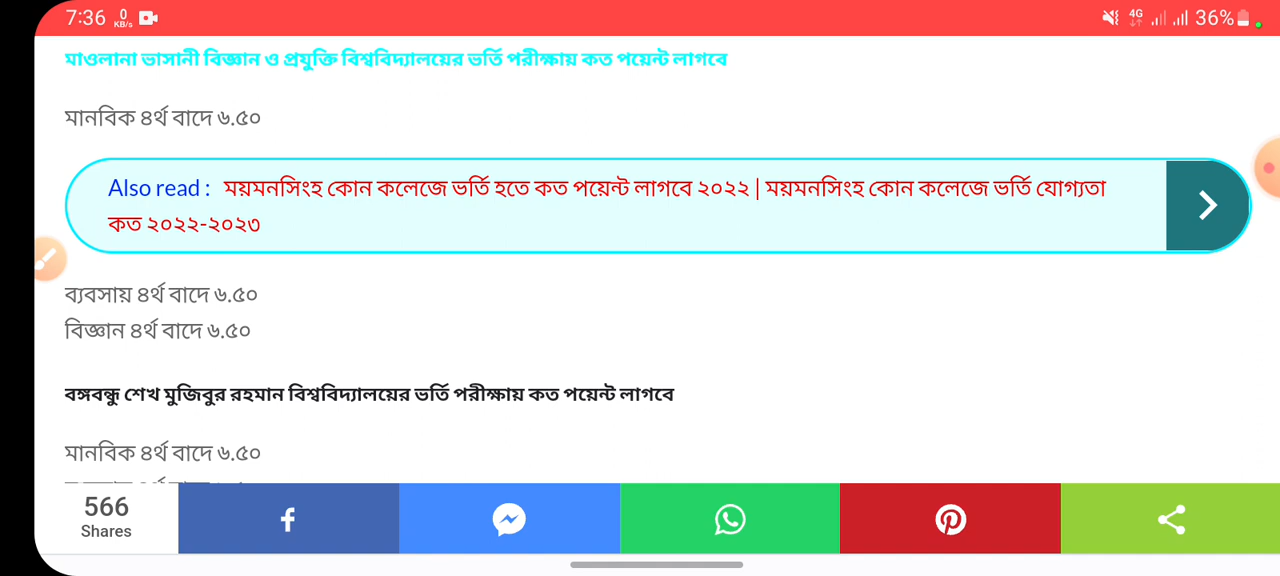 7:36 0 KB/s 4G 36%
মাওলানা ভাসানী বিজ্ঞান ও প্রযুক্তি বিশ্ববিদ্যালয়ের ভর্তি পরীক্ষায় কত পয়েন্ট লাগবে
মানবিক ৪র্থ বাদে ৬.৫০
Also read : ময়মনসিংহ কোন কলেজে ভর্তি হতে কত পয়েন্ট লাগবে ২০২২ | ময়মনসিংহ কোন কলেজে ভর্তি যোগ্যতা
কত ২০২২-২০২৩
ব্যবসায় ৪র্থ বাদে ৬.৫০
বিজ্ঞান ৪র্থ বাদে ৬.৫০
বঙ্গবন্ধু শেখ মুজিবুর রহমান বিশ্ববিদ্যালয়ের ভর্তি পরীক্ষায় কত পয়েন্ট লাগবে
মানবিক ৪র্থ বাদে ৬.৫০
566
Shares